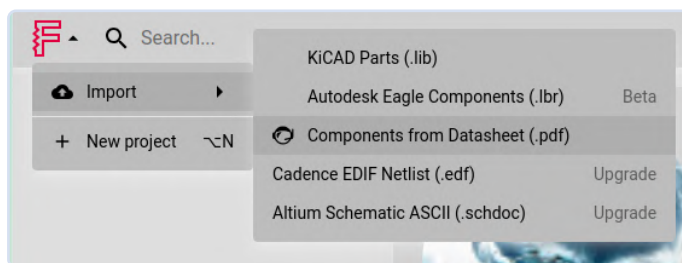 Search...
Import
New project ⌥N
KiCAD Parts (.lib)
Autodesk Eagle Components (.lbr) Beta
Components from Datasheet (.pdf)
Cadence EDIF Netlist (.edf) Upgrade
Altium Schematic ASCII (.schdoc) Upgrade